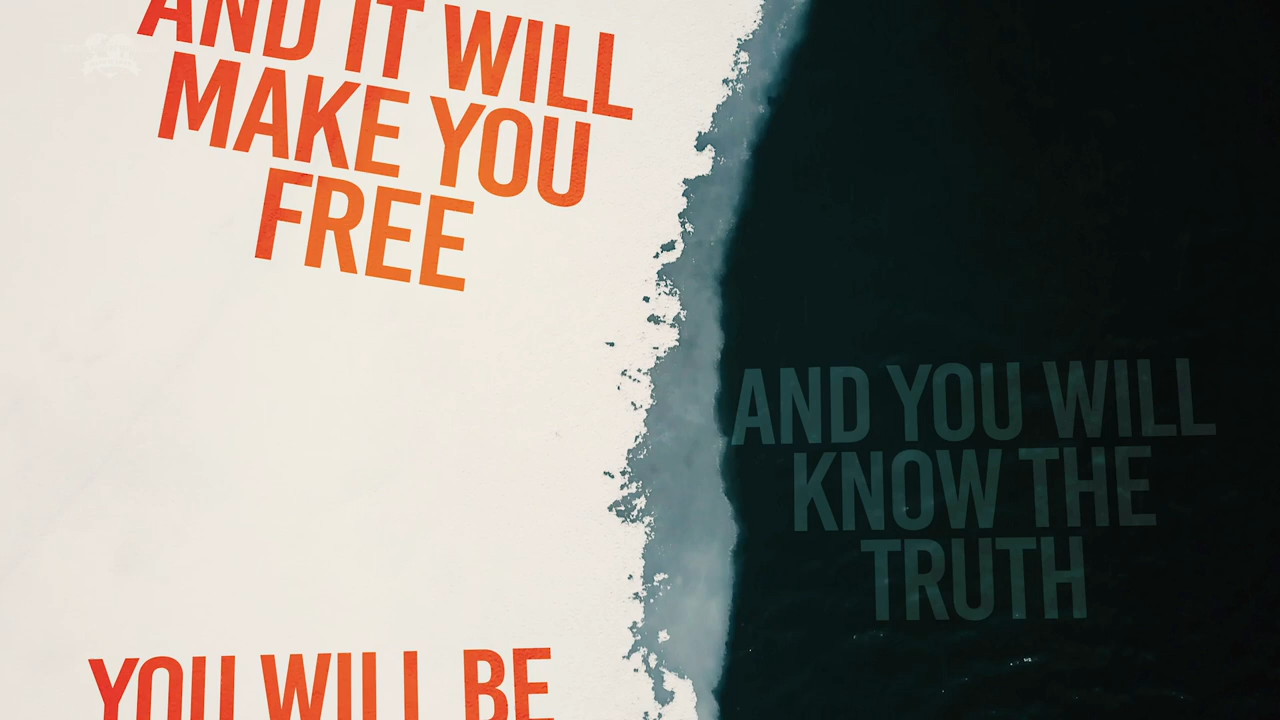 AND IT WILL
MAKE YOU
FREE
AND YOU WILL
KNOW THE
TRUTH
YOU WILL BE